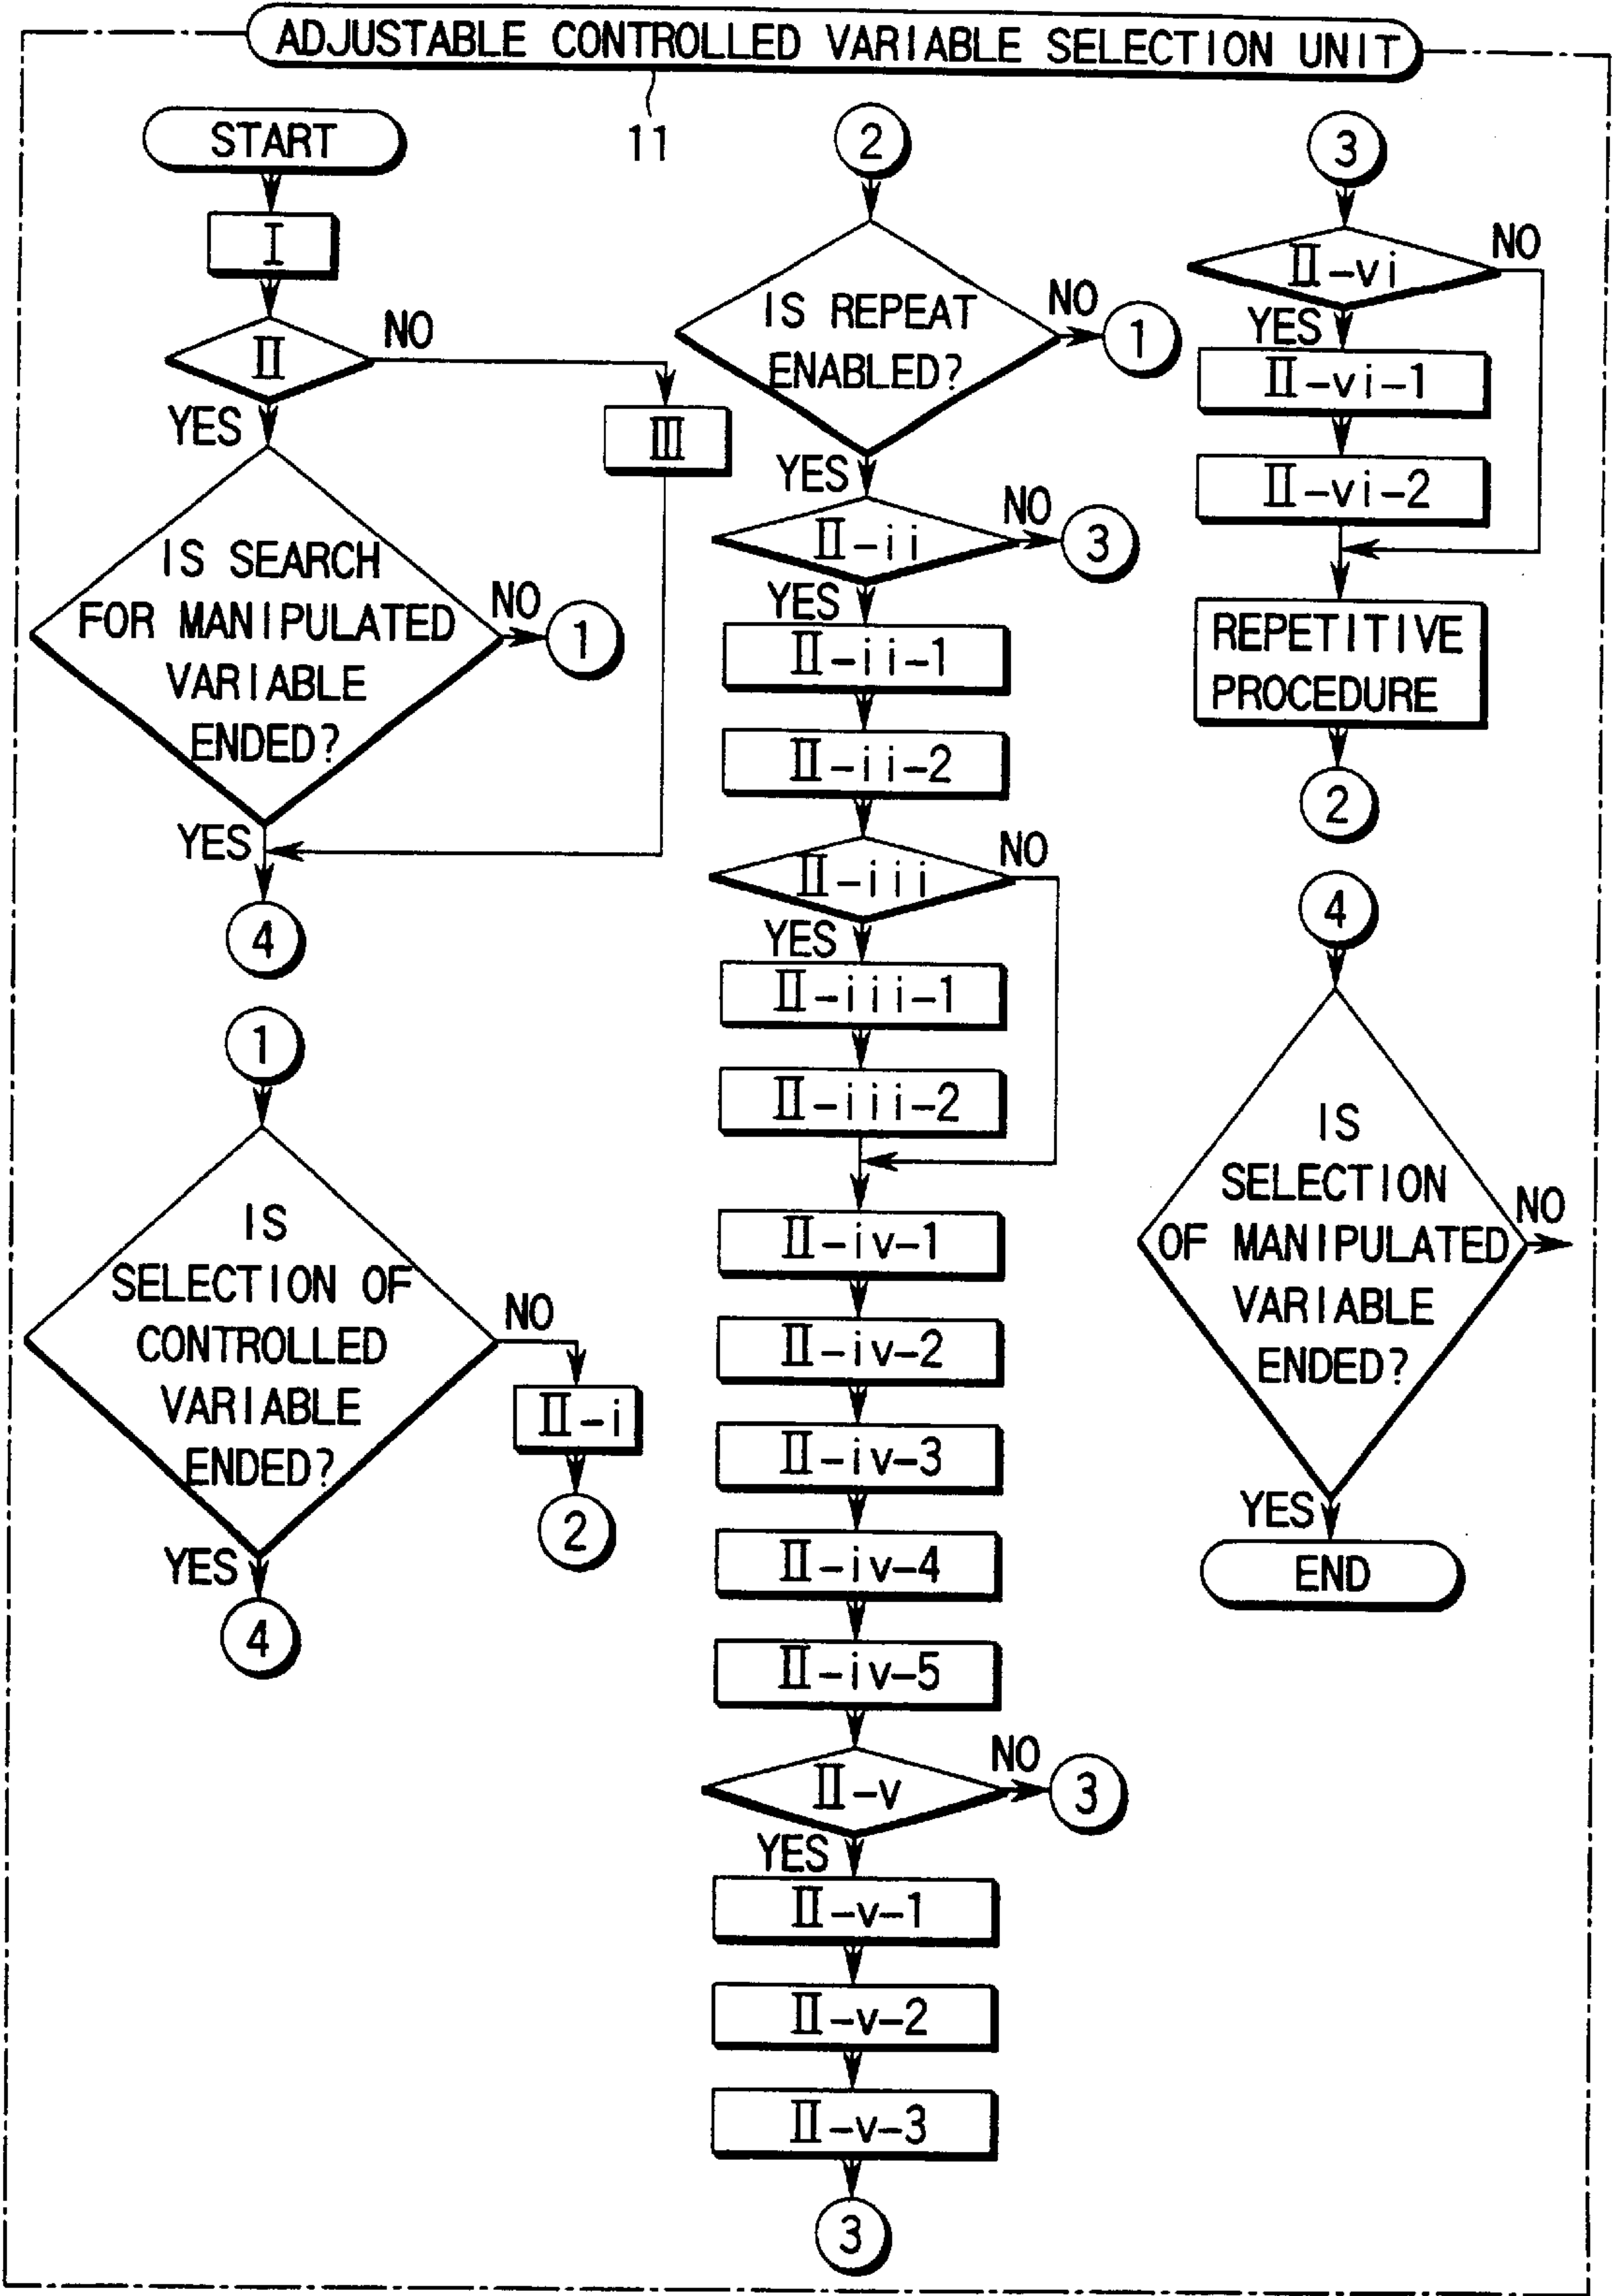 ADJUSTABLE CONTROLLED VARIABLE SELECTION UNIT
11
START
I
II
NO
YES
III
IS SEARCH
FOR MANIPULATED
VARIABLE
ENDED?
NO
1
YES
4
1
IS
SELECTION OF
CONTROLLED
VARIABLE
ENDED?
NO
II-i
2
YES
4
2
IS REPEAT
ENABLED?
NO
1
YES
II-ii
NO
3
YES
II-ii-1
II-ii-2
II-iii
NO
YES
II-iii-1
II-iii-2
II-iv-1
II-iv-2
II-iv-3
II-iv-4
II-iv-5
II-v
NO
3
YES
II-v-1
II-v-2
II-v-3
3
3
II-vi
NO
YES
II-vi-1
II-vi-2
REPETITIVE
PROCEDURE
2
4
IS
SELECTION
OF MANIPULATED
VARIABLE
ENDED?
NO
YES
END